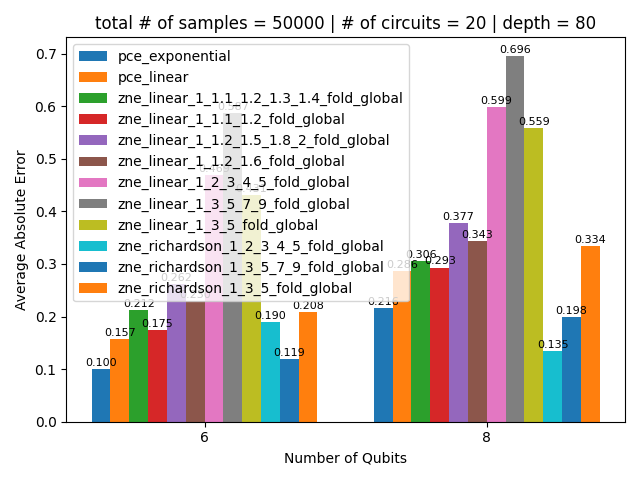 total # of samples = 50000 | # of circuits = 20 | depth = 80
Average Absolute Error
0.7
0.6
0.5
0.4
0.3
0.2
0.1
0.0
pce_exponential
pce_linear
zne_linear_1_1.1_1.2_1.3_1.4_fold_global
zne_linear_1_1.1_1.2_fold_global
zne_linear_1_1.2_1.5_1.8_2_fold_global
zne_linear_1_1.2_1.6_fold_global
zne_linear_1_2_3_4_5_fold_global
zne_linear_1_3_5_7_9_fold_global
zne_linear_1_3_5_fold_global
zne_richardson_1_2_3_4_5_fold_global
zne_richardson_1_3_5_7_9_fold_global
zne_richardson_1_3_5_fold_global
0.100
0.157
0.212
0.175
0.262
0.190
0.119
0.208
0.216
0.286
0.306
0.293
0.377
0.343
0.599
0.696
0.559
0.135
0.198
0.334
6
8
Number of Qubits